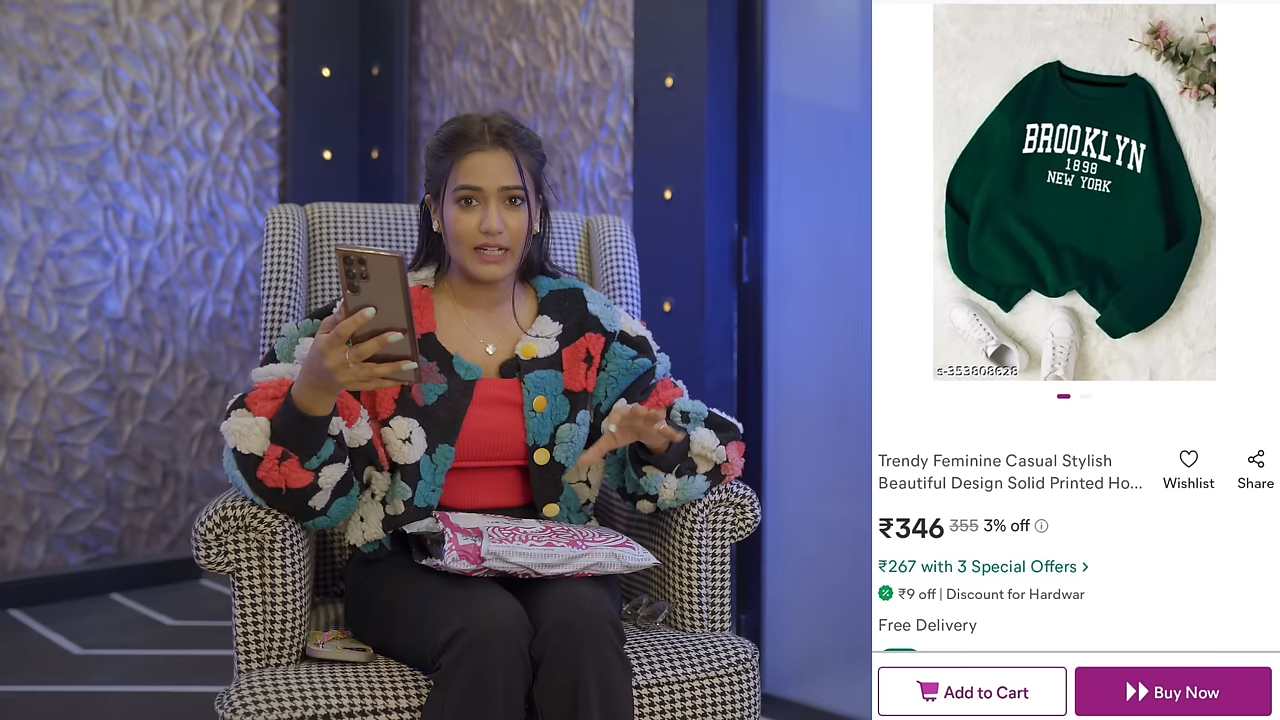 BROOKLYN
1898
NEW YORK
s-353808628
Trendy Feminine Casual Stylish
Beautiful Design Solid Printed Ho...
Wishlist
Share
₹346 355 3% off
₹267 with 3 Special Offers >
₹9 off | Discount for Hardwar
Free Delivery
Add to Cart
Buy Now